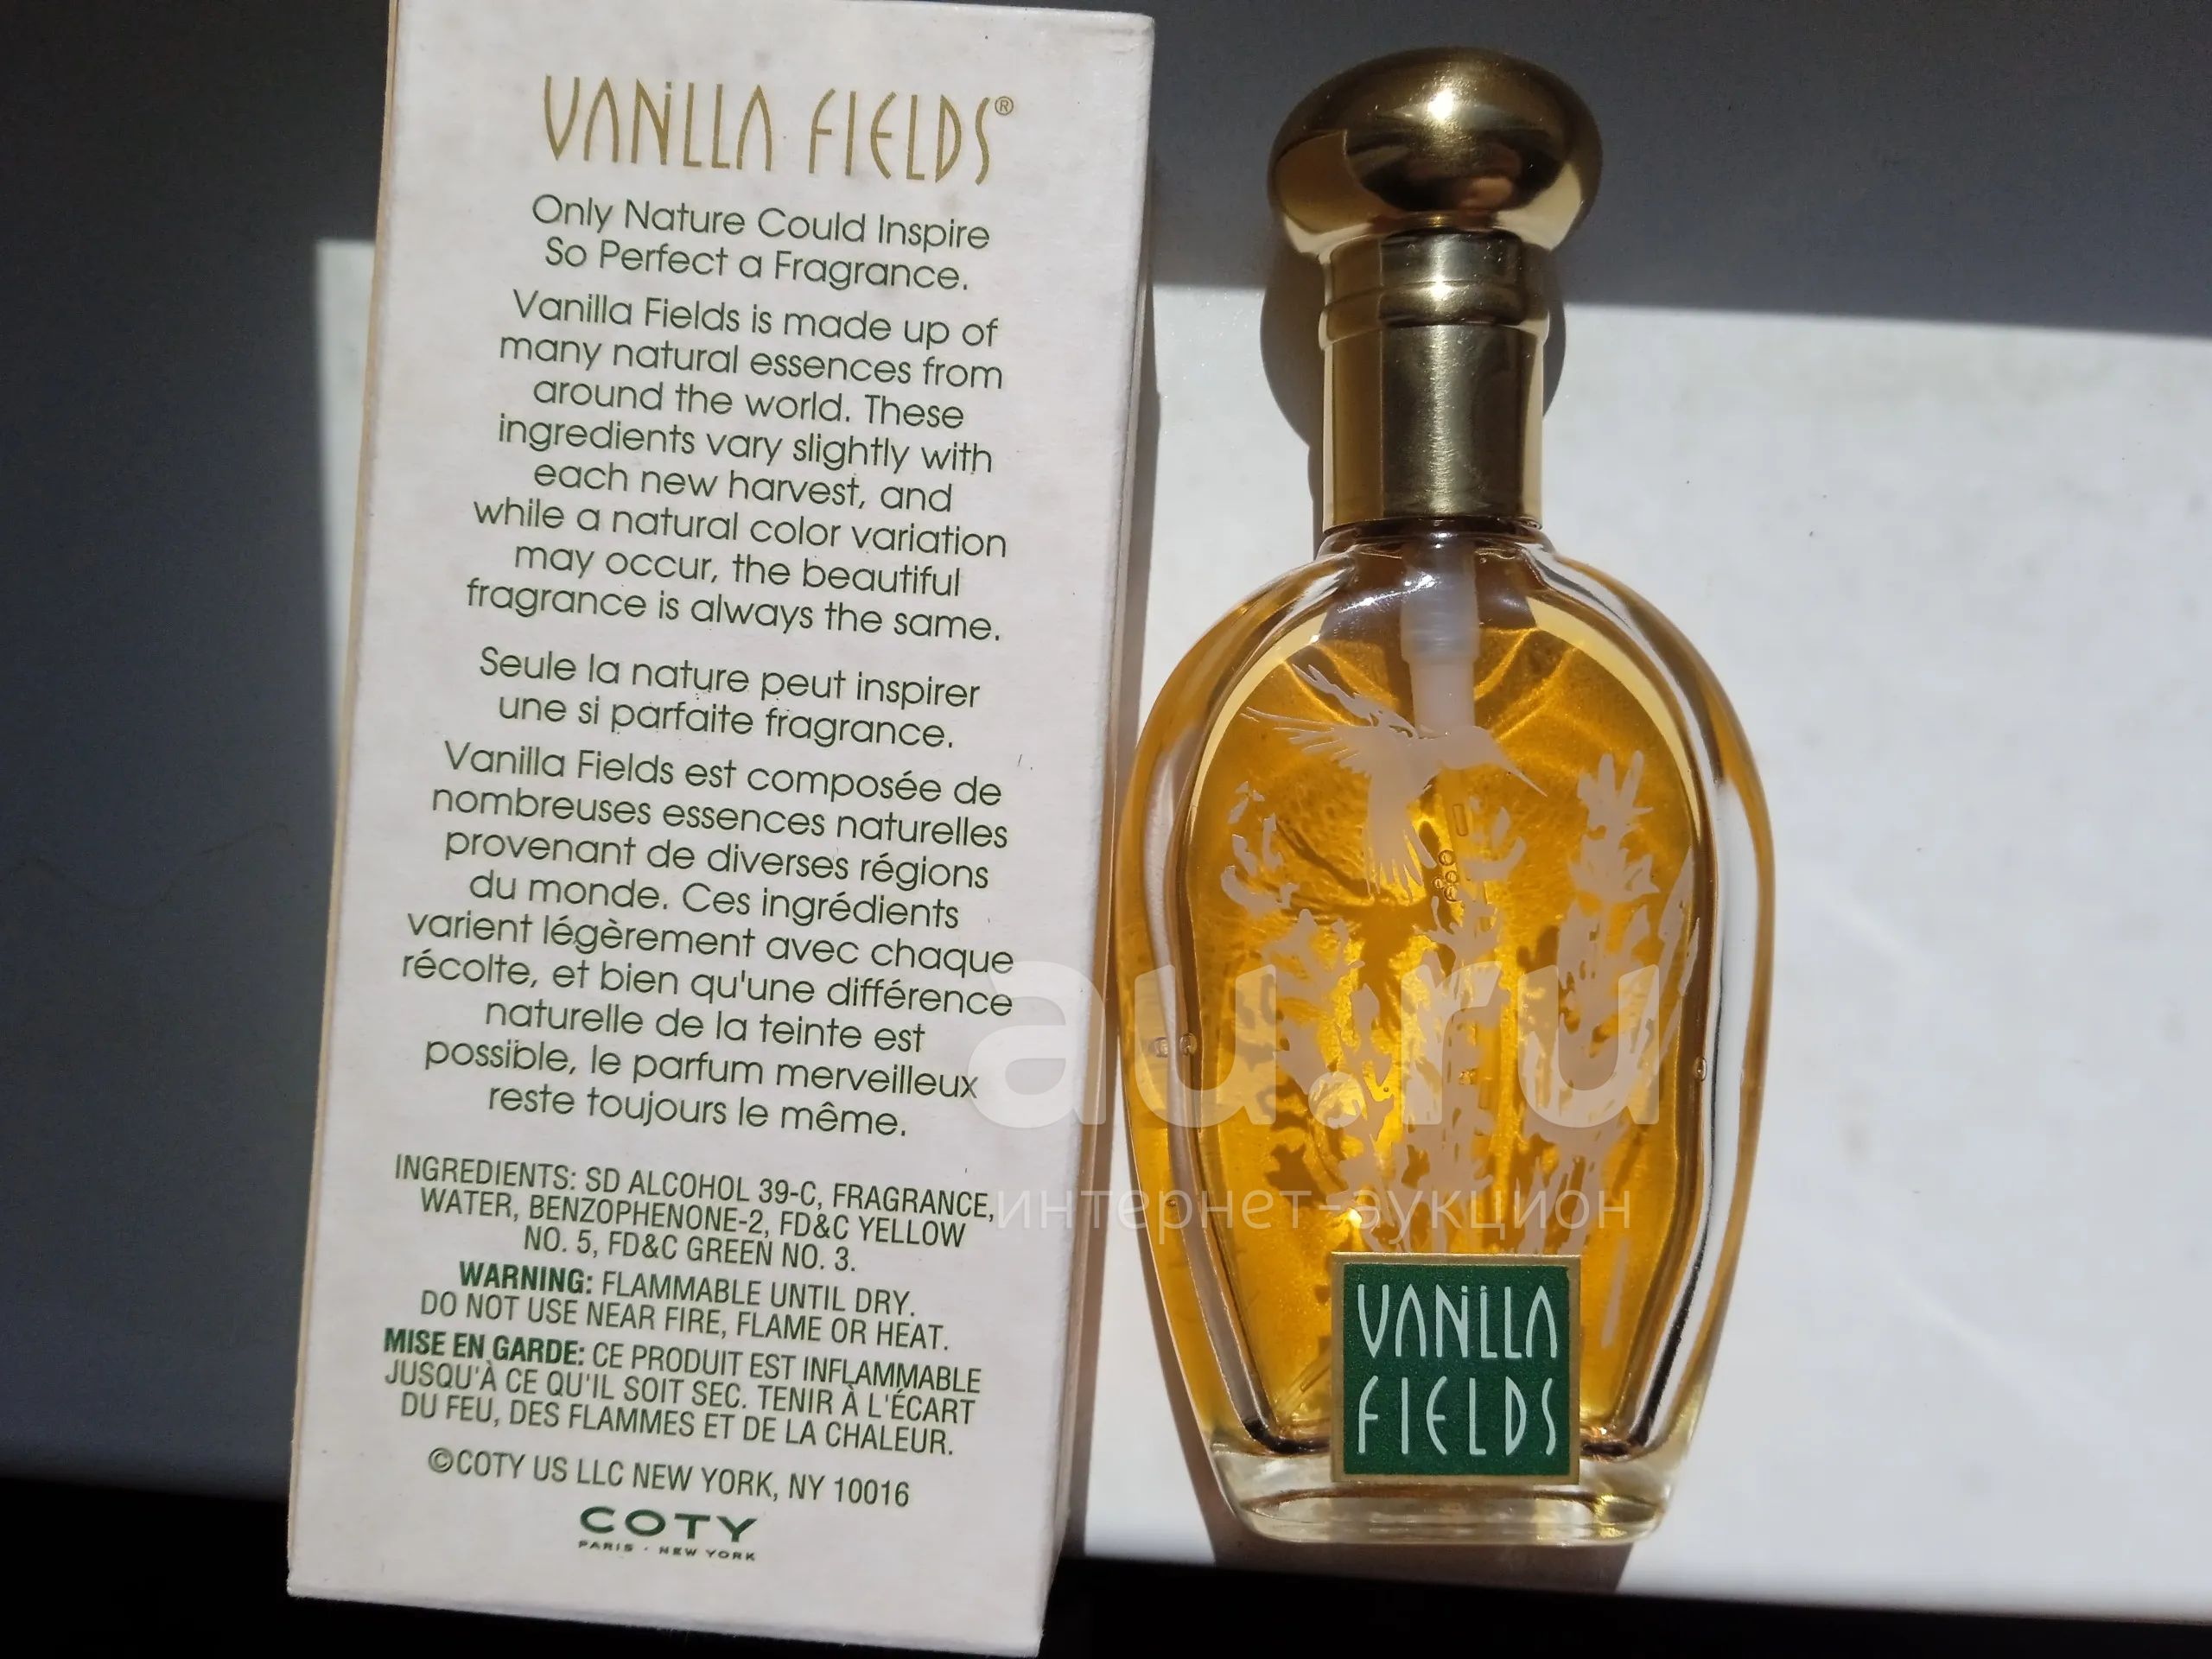 VANILLA FIELDS®
Only Nature Could Inspire
So Perfect a Fragrance.
Vanilla Fields is made up of
many natural essences from
around the world. These
ingredients vary slightly with
each new harvest, and
while a natural color variation
may occur, the beautiful
fragrance is always the same.
Seule la nature peut inspirer
une si parfaite fragrance.
Vanilla Fields est composée de
nombreuses essences naturelles
provenant de diverses régions
du monde. Ces ingrédients
varient légèrement avec chaque
récolte, et bien qu'une différence
naturelle de la teinte est
possible, le parfum merveilleux
reste toujours le même.
INGREDIENTS: SD ALCOHOL 39-C, FRAGRANCE,
WATER, BENZOPHENONE-2, FD&C YELLOW
NO. 5, FD&C GREEN NO. 3.
WARNING: FLAMMABLE UNTIL DRY.
DO NOT USE NEAR FIRE, FLAME OR HEAT.
MISE EN GARDE: CE PRODUIT EST INFLAMMABLE
JUSQU'À CE QU'IL SOIT SEC. TENIR À L'ÉCART
DU FEU, DES FLAMMES ET DE LA CHALEUR.
©COTY US LLC NEW YORK, NY 10016
COTY
PARIS · NEW YORK
au.ru
интернет-аукцион
VANILLA
FIELDS